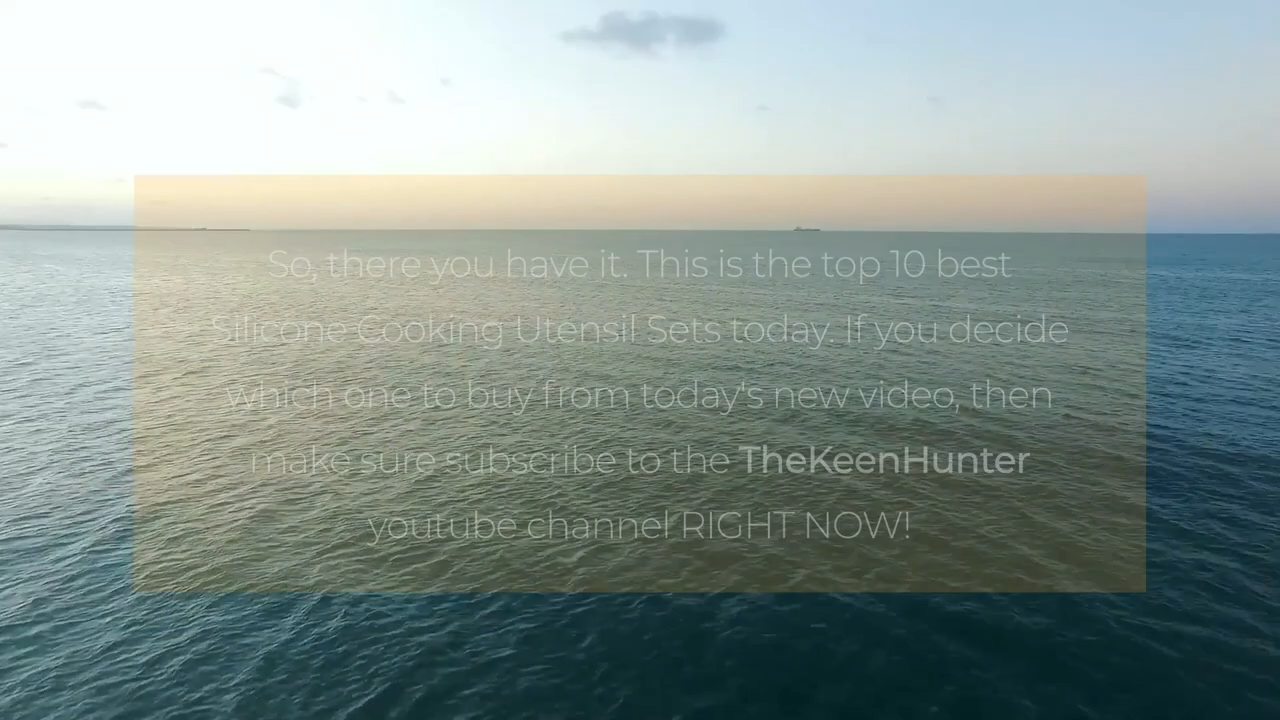 So, there you have it. This is the top 10 best
Silicone Cooking Utensil Sets today. If you decide
which one to buy from today's new video, then
make sure subscribe to the TheKeenHunter
youtube channel RIGHT NOW!